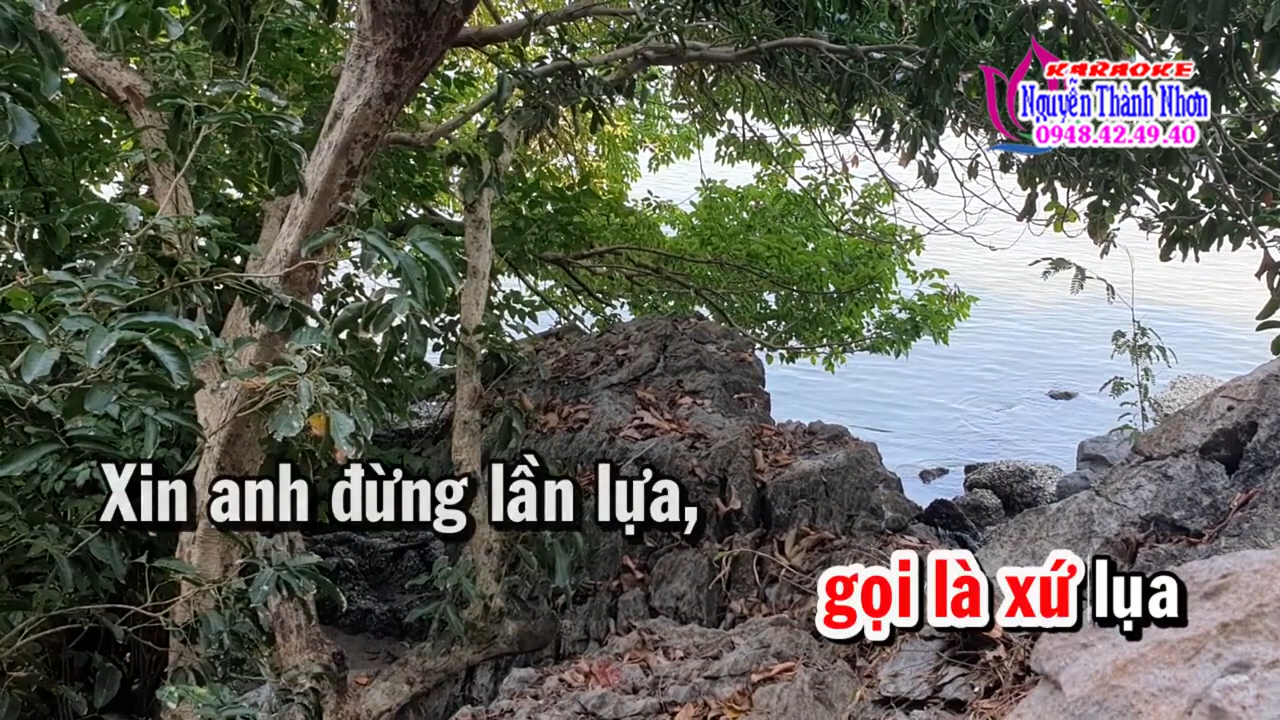 KARAOKE
Nguyễn Thành Nhơn
0948.42.49.40
Xin anh đừng lần lựa,
gọi là xứ lụa